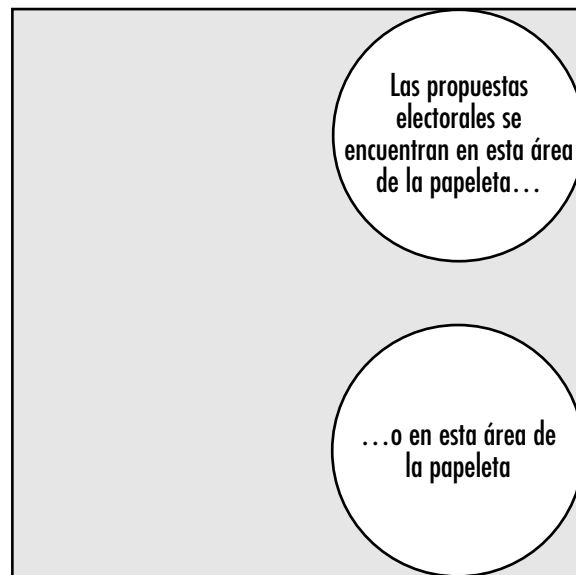 Las propuestas
electorales se
encuentran en esta área
de la papeleta…
…o en esta área de
la papeleta